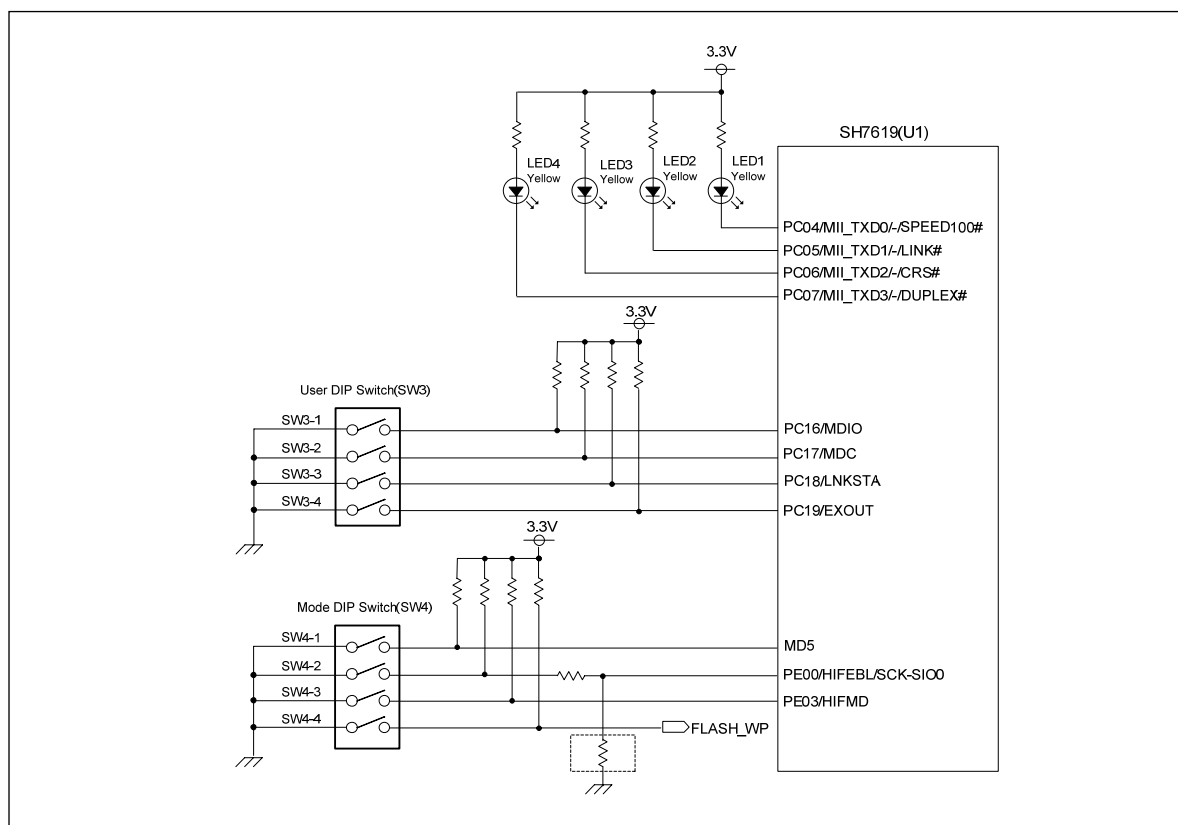 3.3V
SH7619(U1)
LED4
Yellow
LED3
Yellow
LED2
Yellow
LED1
Yellow
PC04/MII_TXD0/-/SPEED100#
PC05/MII_TXD1/-/LINK#
PC06/MII_TXD2/-/CRS#
PC07/MII_TXD3/-/DUPLEX#
3.3V
User DIP Switch(SW3)
SW3-1
PC16/MDIO
SW3-2
PC17/MDC
SW3-3
PC18/LNKSTA
SW3-4
PC19/EXOUT
3.3V
Mode DIP Switch(SW4)
SW4-1
MD5
SW4-2
PE00/HIFEBL/SCK-SIO0
SW4-3
PE03/HIFMD
SW4-4
FLASH_WP